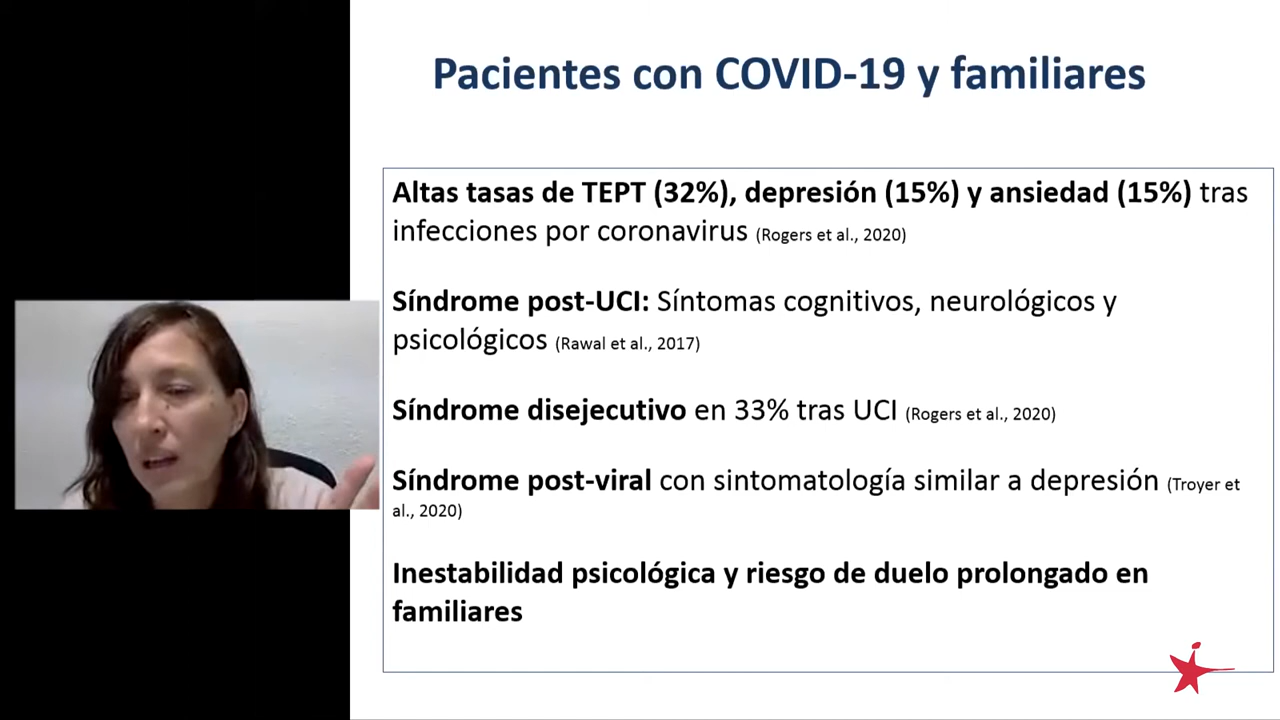 Pacientes con COVID-19 y familiares
Altas tasas de TEPT (32%), depresión (15%) y ansiedad (15%) tras
infecciones por coronavirus (Rogers et al., 2020)
Síndrome post-UCI: Síntomas cognitivos, neurológicos y
psicológicos (Rawal et al., 2017)
Síndrome disejecutivo en 33% tras UCI (Rogers et al., 2020)
Síndrome post-viral con sintomatología similar a depresión (Troyer et
al., 2020)
Inestabilidad psicológica y riesgo de duelo prolongado en
familiares